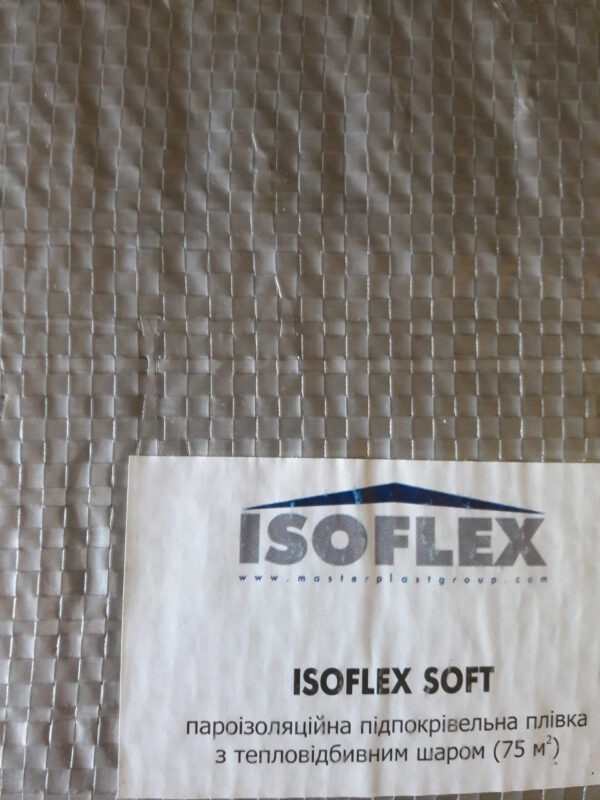 ISOFLEX
www.masterplastgroup.com
ISOFLEX SOFT
пароізоляційна підпокрівельна плівка
з тепловідбивним шаром (75 м²)